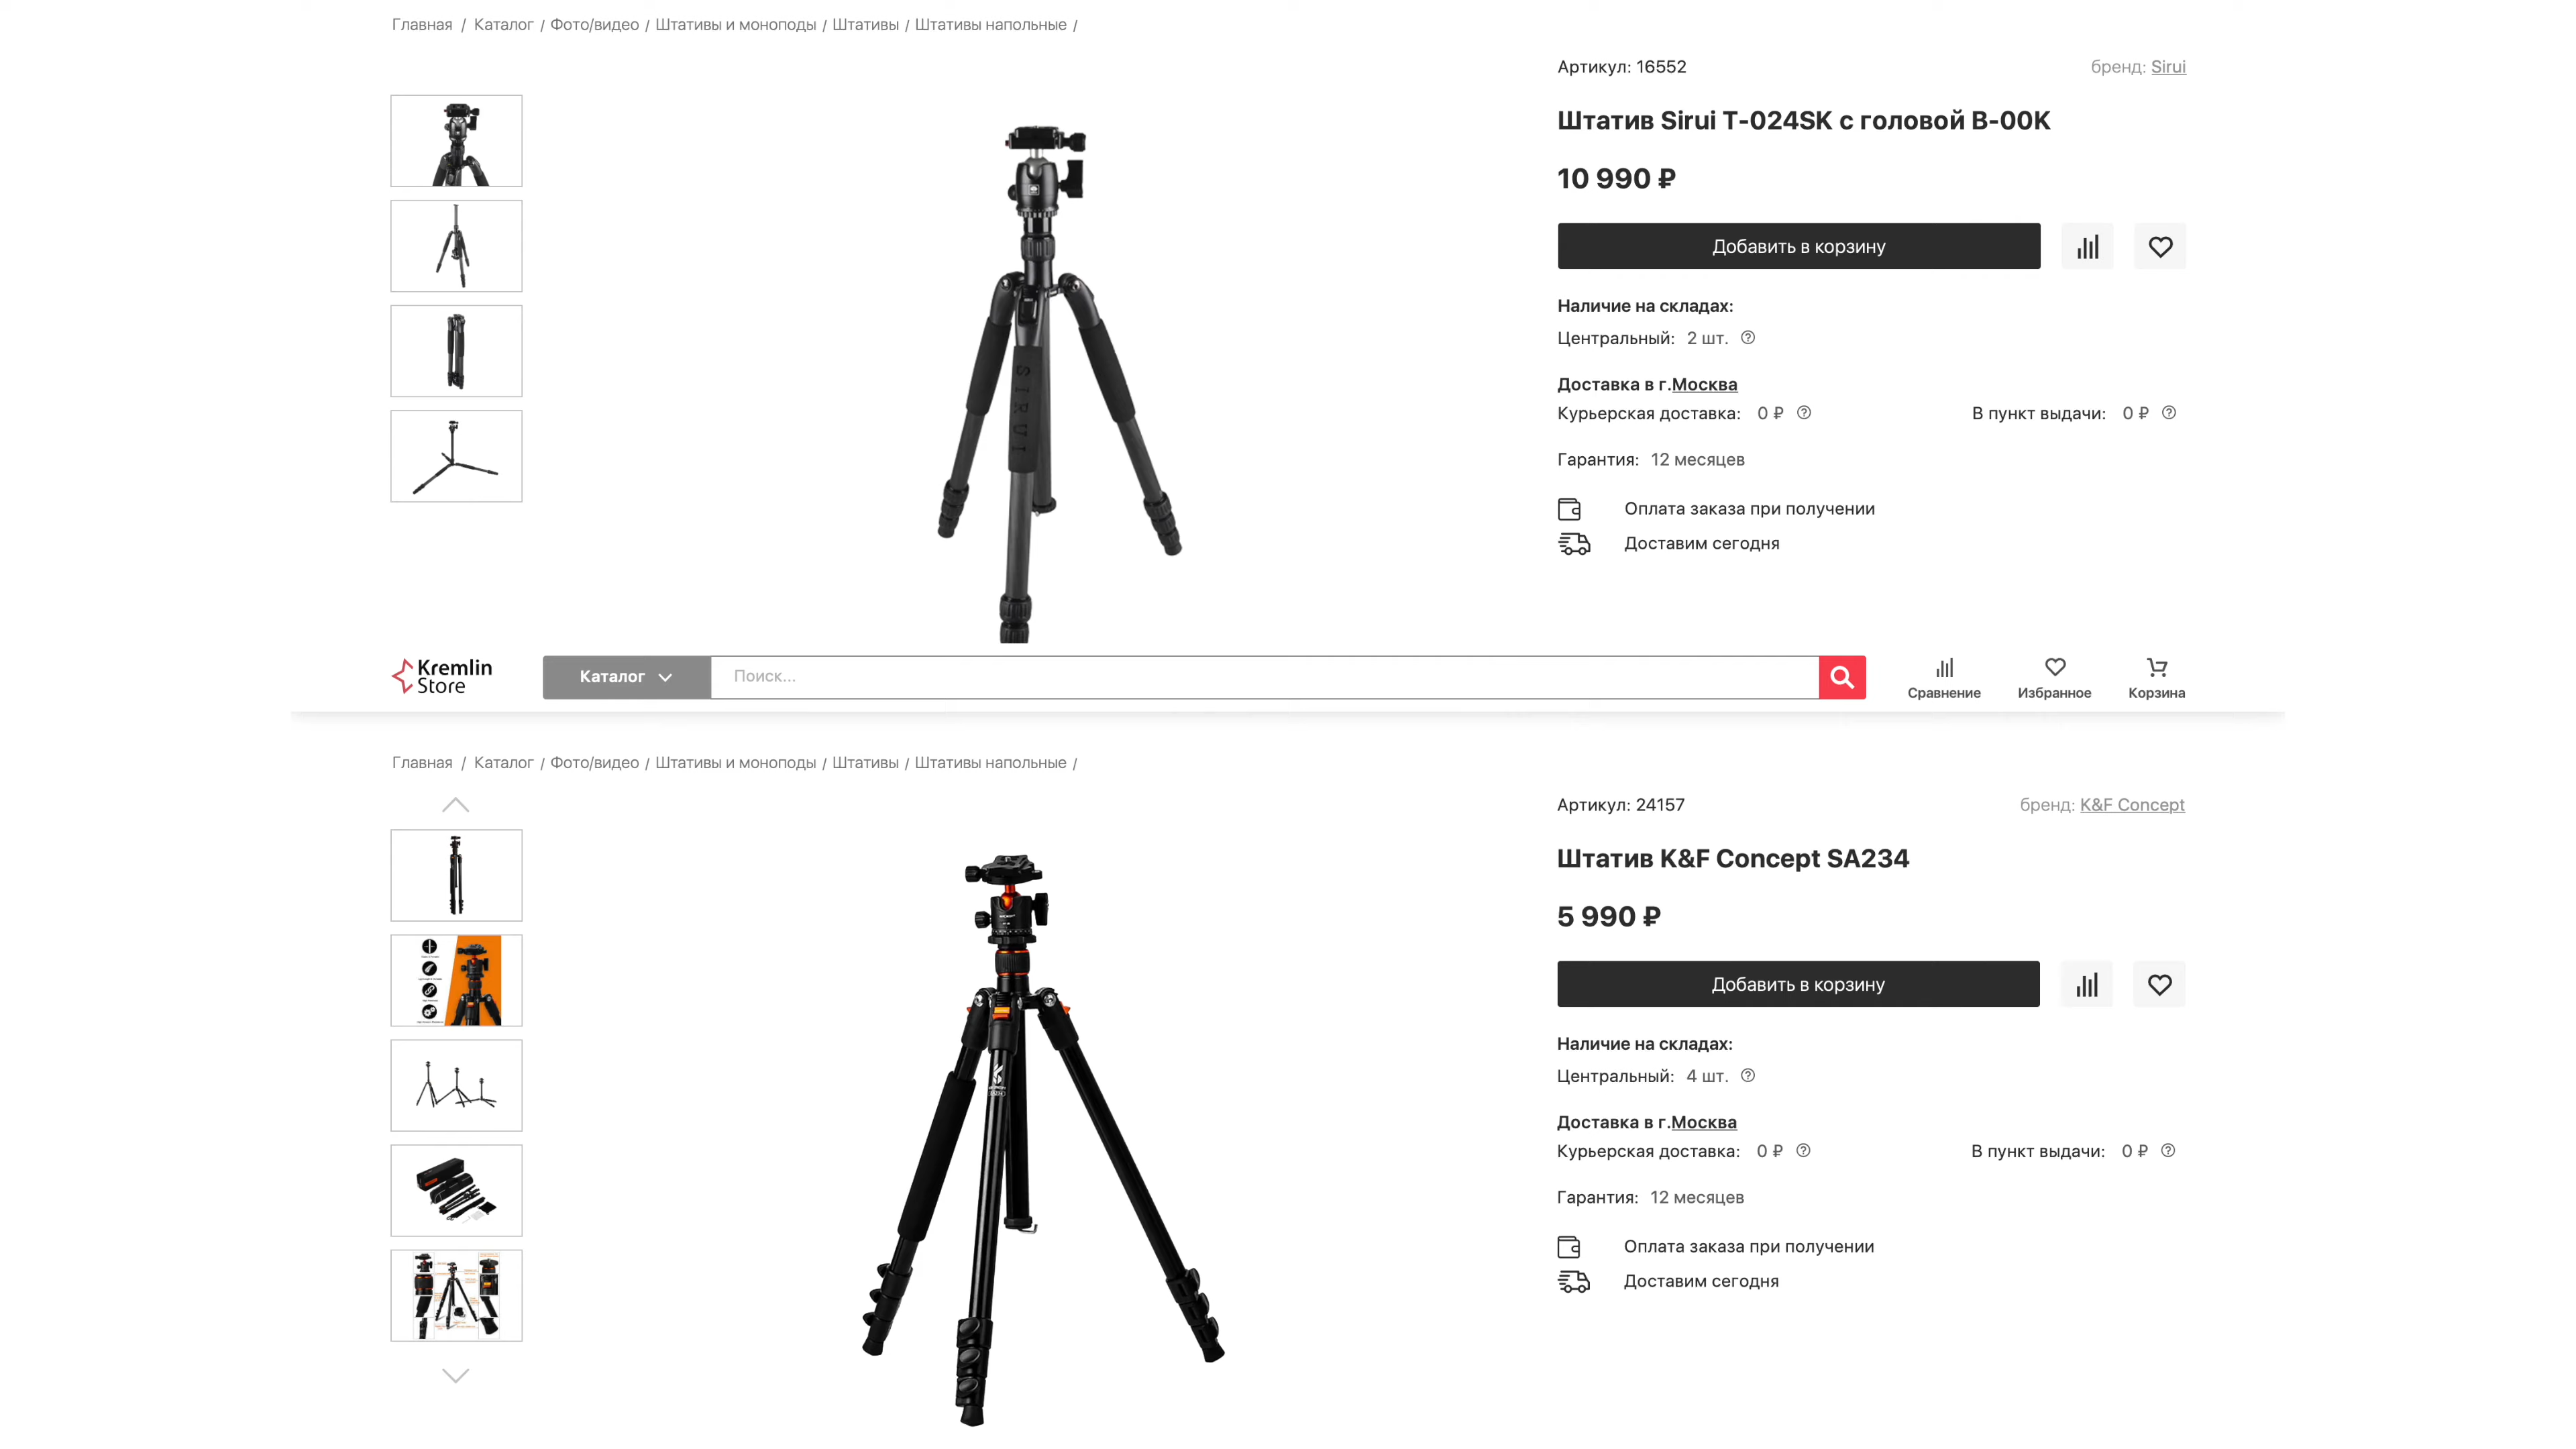 Главная / Каталог / Фото/видео / Штативы и моноподы / Штативы / Штативы напольные /
Артикул: 16552
бренд: Sirui
Штатив Sirui T-024SK с головой B-00K
10 990 ₽
Добавить в корзину
Наличие на складах:
Центральный: 2 шт.
Доставка в г.Москва
Курьерская доставка: 0 ₽
В пункт выдачи: 0 ₽
Гарантия: 12 месяцев
Оплата заказа при получении
Доставим сегодня
SIRUI
Kremlin
Store
Каталог
Поиск...
Сравнение
Избранное
Корзина
Главная / Каталог / Фото/видео / Штативы и моноподы / Штативы / Штативы напольные /
Артикул: 24157
бренд: K&F Concept
Штатив K&F Concept SA234
5 990 ₽
Добавить в корзину
Наличие на складах:
Центральный: 4 шт.
Доставка в г.Москва
Курьерская доставка: 0 ₽
В пункт выдачи: 0 ₽
Гарантия: 12 месяцев
Оплата заказа при получении
Доставим сегодня